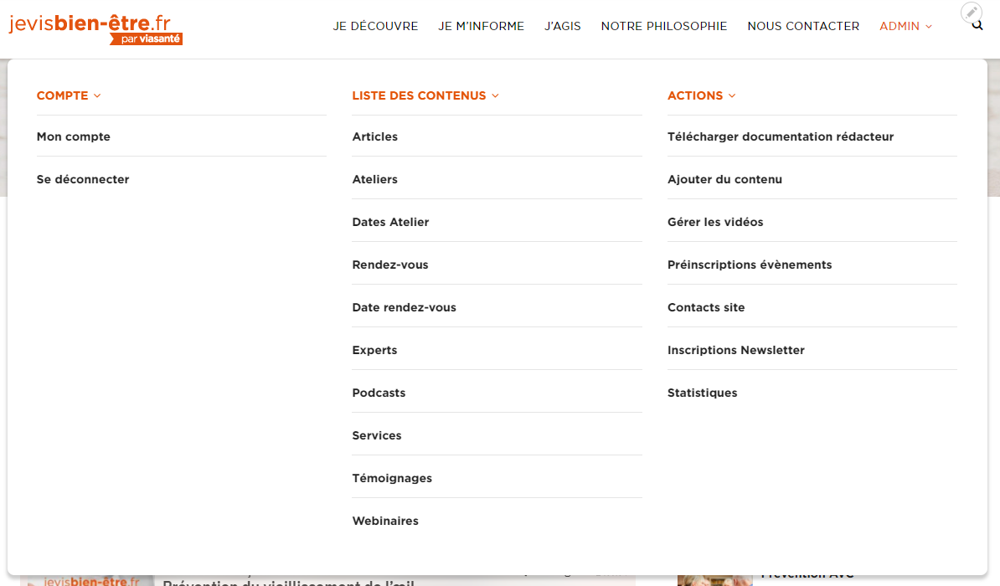 jevisbien-être.fr
par viasanté
JE DÉCOUVRE
JE M'INFORME
J'AGIS
NOTRE PHILOSOPHIE
NOUS CONTACTER
ADMIN
COMPTE
Mon compte
Se déconnecter
LISTE DES CONTENUS
Articles
Ateliers
Dates Atelier
Rendez-vous
Date rendez-vous
Experts
Podcasts
Services
Témoignages
Webinaires
ACTIONS
Télécharger documentation rédacteur
Ajouter du contenu
Gérer les vidéos
Préinscriptions évènements
Contacts site
Inscriptions Newsletter
Statistiques
jevisbien-être.fr
Prévention du vieillissement de l'œil
Prévention AVC